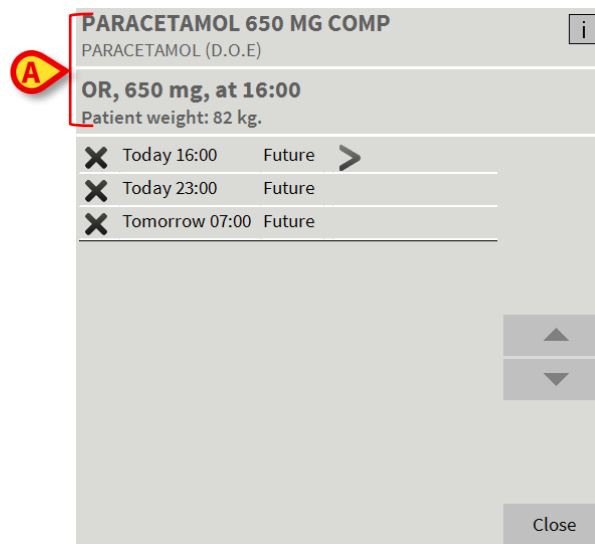 PARACETAMOL 650 MG COMP
i
PARACETAMOL (D.O.E)
A
OR, 650 mg, at 16:00
Patient weight: 82 kg.
Today 16:00 Future
Today 23:00 Future
Tomorrow 07:00 Future
Close